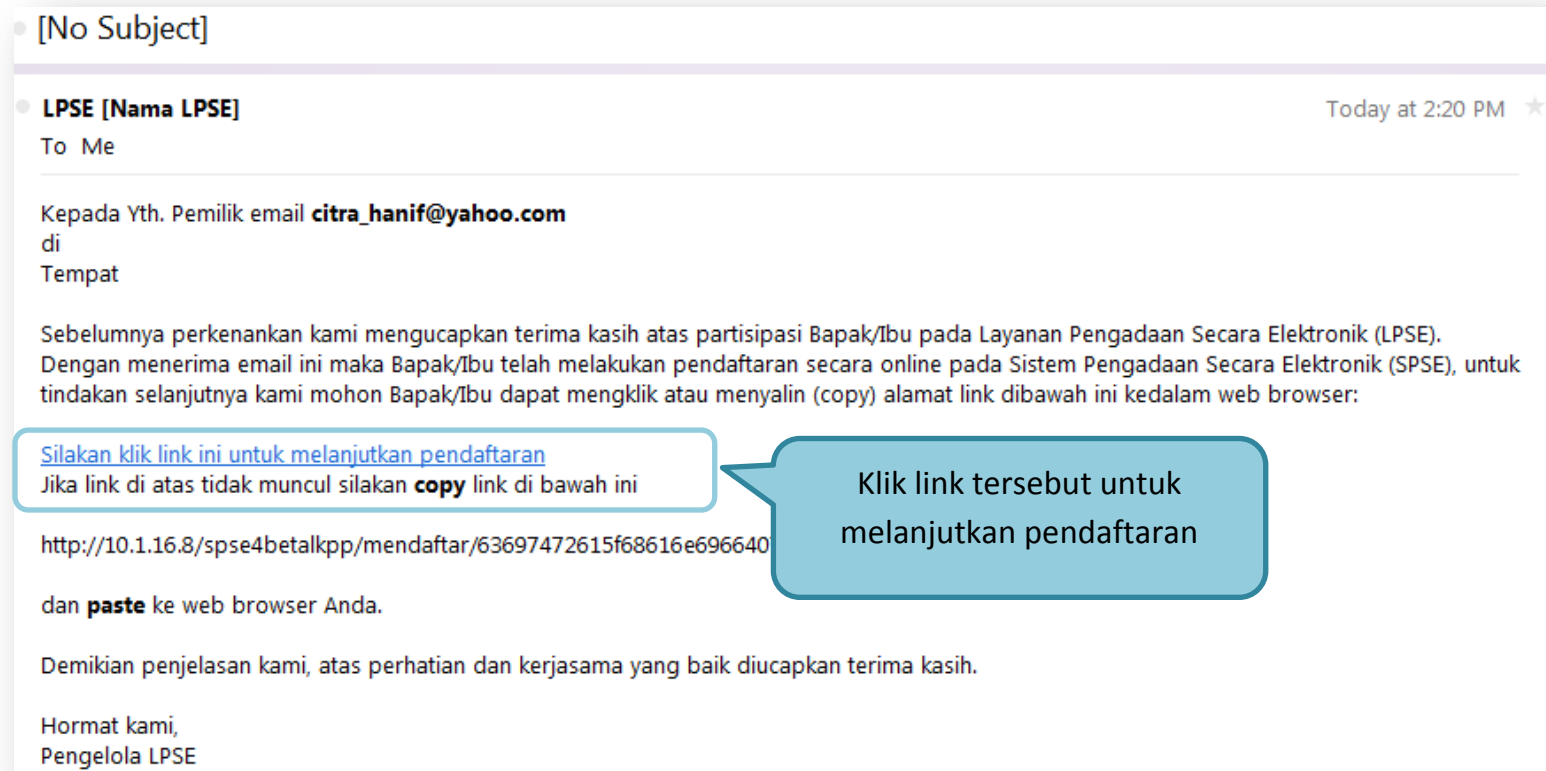 [No Subject]
LPSE [Nama LPSE]
Today at 2:20 PM
To Me
Kepada Yth. Pemilik email citra_hanif@yahoo.com
di
Tempat
Sebelumnya perkenankan kami mengucapkan terima kasih atas partisipasi Bapak/Ibu pada Layanan Pengadaan Secara Elektronik (LPSE).
Dengan menerima email ini maka Bapak/Ibu telah melakukan pendaftaran secara online pada Sistem Pengadaan Secara Elektronik (SPSE), untuk
tindakan selanjutnya kami mohon Bapak/Ibu dapat mengklik atau menyalin (copy) alamat link dibawah ini kedalam web browser:
Silakan klik link ini untuk melanjutkan pendaftaran
Jika link di atas tidak muncul silakan copy link di bawah ini
Klik link tersebut untuk
melanjutkan pendaftaran
http://10.1.16.8/spse4betalkpp/mendaftar/63697472615f68616e696640
dan paste ke web browser Anda.
Demikian penjelasan kami, atas perhatian dan kerjasama yang baik diucapkan terima kasih.
Hormat kami,
Pengelola LPSE